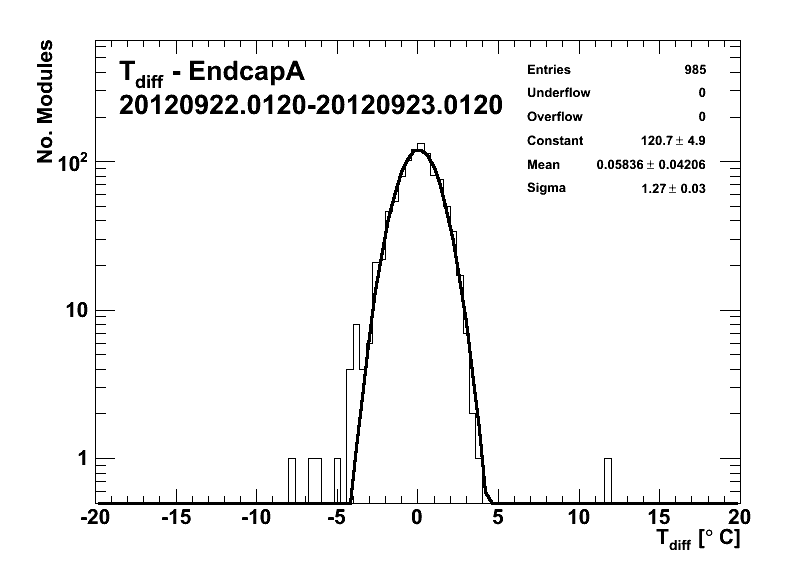 T_diff - EndcapA
20120922.0120-20120923.0120
Entries 985
Underflow 0
Overflow 0
Constant 120.7 ± 4.9
Mean 0.05836 ± 0.04206
Sigma 1.27 ± 0.03
No. Modules
10²
10
1
-20 -15 -10 -5 0 5 10 15 20
T_diff [° C]